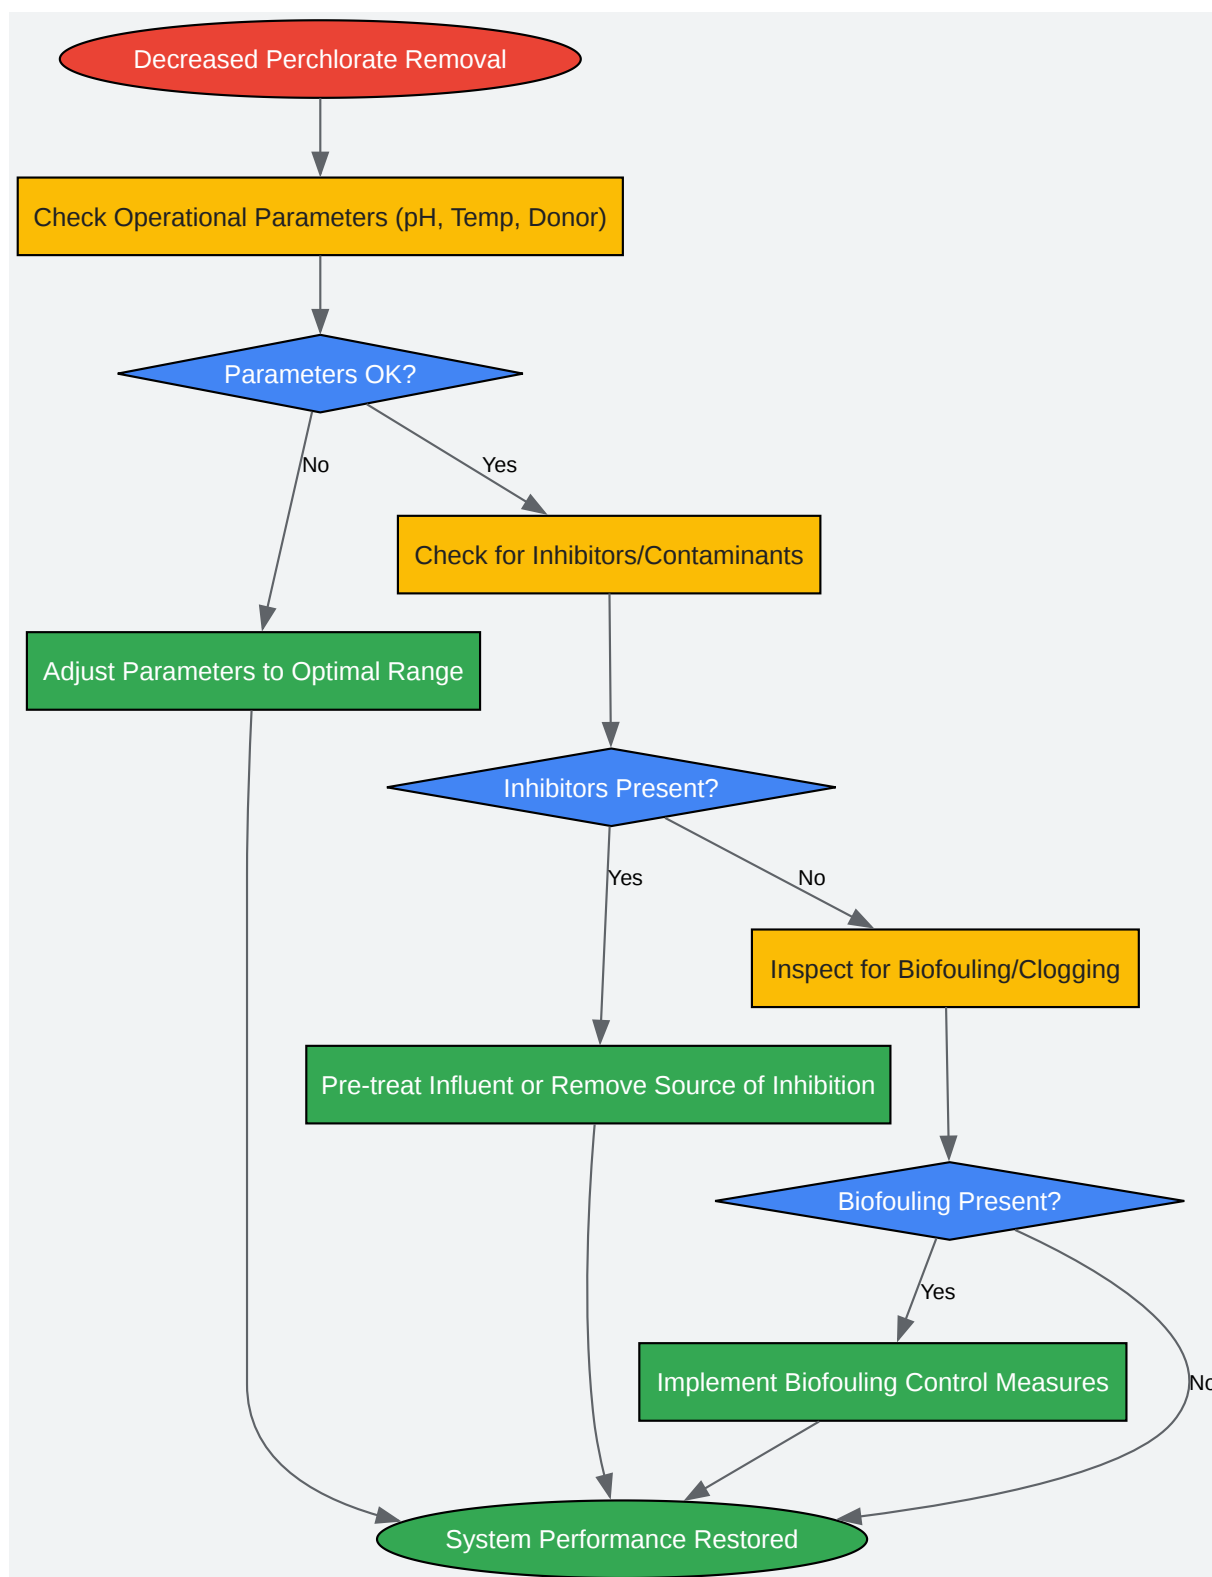 Decreased Perchlorate Removal
Check Operational Parameters (pH, Temp, Donor)
Parameters OK?
No
Yes
Check for Inhibitors/Contaminants
Adjust Parameters to Optimal Range
Inhibitors Present?
Yes
No
Inspect for Biofouling/Clogging
Pre-treat Influent or Remove Source of Inhibition
Biofouling Present?
Yes
Implement Biofouling Control Measures
No
System Performance Restored